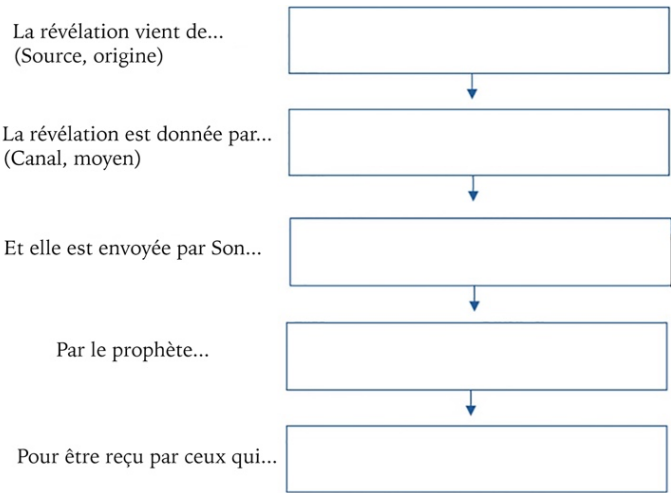 La révélation vient de...
(Source, origine)
La révélation est donnée par...
(Canal, moyen)
Et elle est envoyée par Son...
Par le prophète...
Pour être reçu par ceux qui...